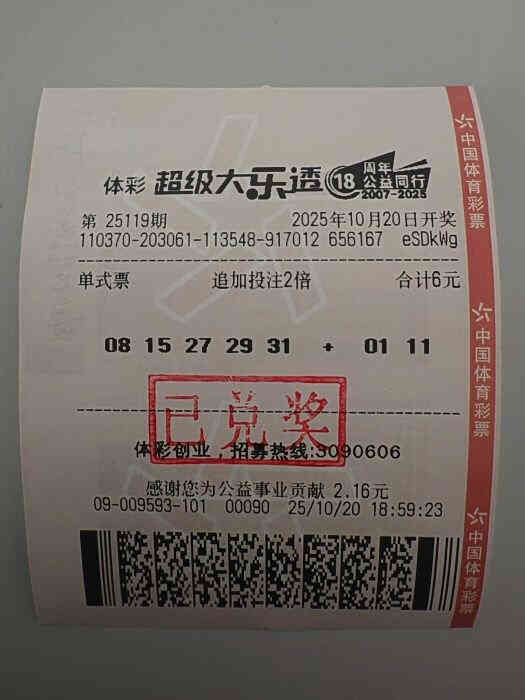 体彩 超级大乐透 18 周年 公益同行 2007-2025
第 25119期 2025年10月20日开奖
110370-203061-113548-917012 656167 eSDkWg
单式票 追加投注2倍 合计6元
08 15 27 29 31 + 01 11
已兑奖
体彩创业，招募热线:3090606
感谢您为公益事业贡献 2.16元
09-009593-101 00090 25/10/20 18:59:23
中国体育彩票
中国体育彩票
中国体育彩票